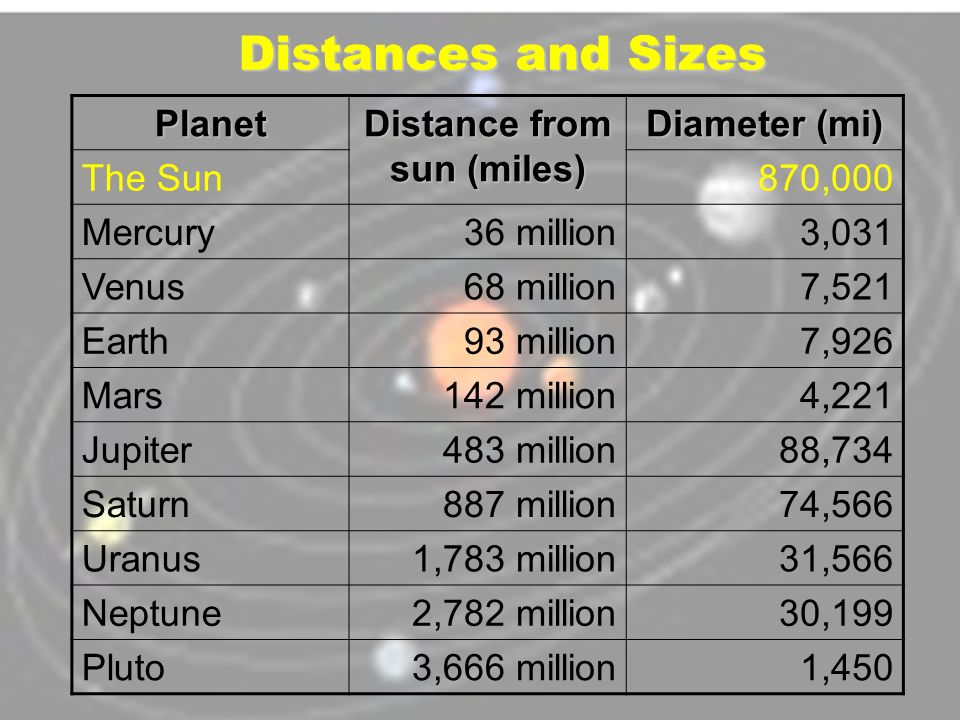 Distances and Sizes
Planet Distance from sun (miles) Diameter (mi)
The Sun 870,000
Mercury 36 million 3,031
Venus 68 million 7,521
Earth 93 million 7,926
Mars 142 million 4,221
Jupiter 483 million 88,734
Saturn 887 million 74,566
Uranus 1,783 million 31,566
Neptune 2,782 million 30,199
Pluto 3,666 million 1,450